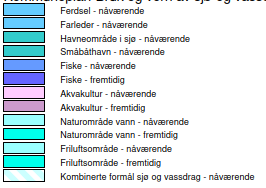 Ferdsel - nåværende
Farleder - nåværende
Havneområde i sjø - nåværende
Småbåthavn - nåværende
Fiske - nåværende
Fiske - fremtidig
Akvakultur - nåværende
Akvakultur - fremtidig
Naturområde vann - nåværende
Naturområde vann - fremtidig
Friluftsområde - nåværende
Friluftsområde - fremtidig
Kombinerte formål sjø og vassdrag - nåværende